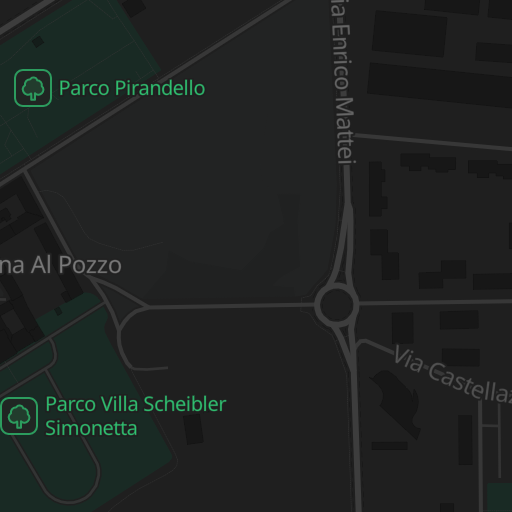 Via Enrico Mattei
Parco Pirandello
na Al Pozzo
Via Castellaz
Parco Villa Scheibler
Simonetta